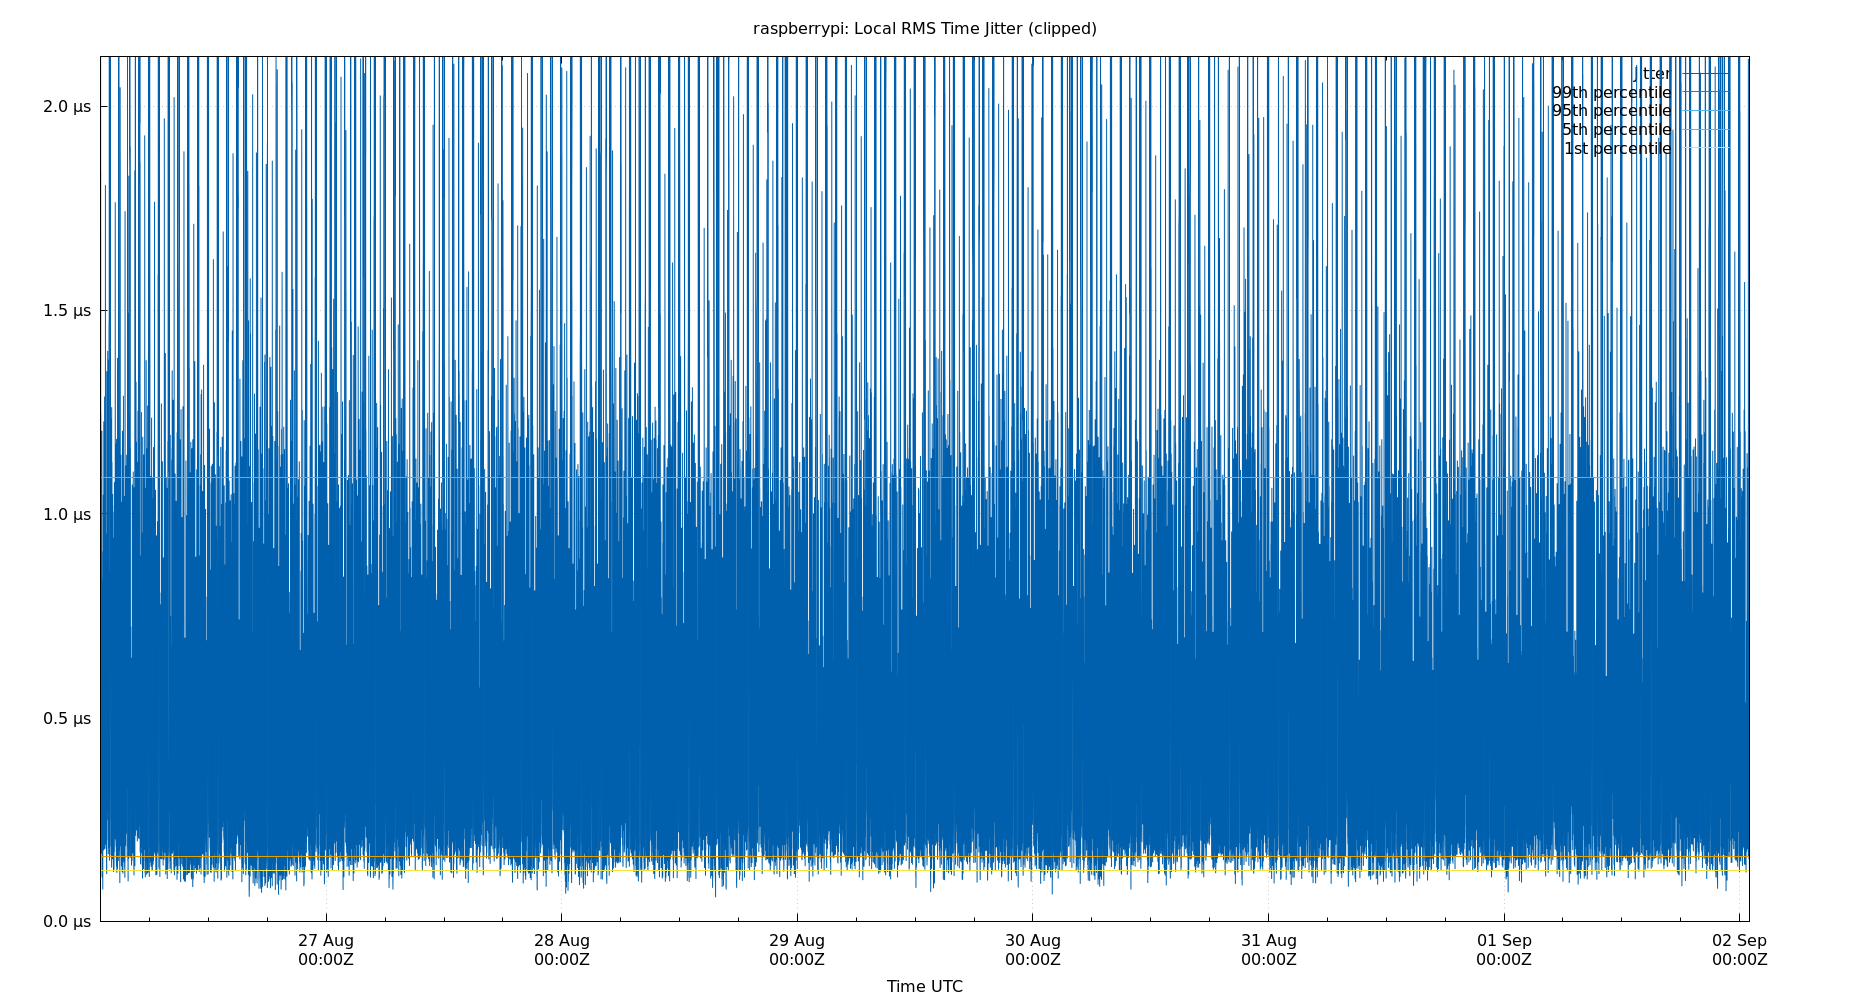 raspberrypi: Local RMS Time Jitter (clipped)
jitter
99th percentile
95th percentile
5th percentile
1st percentile
2.0 µs
1.5 µs
1.0 µs
0.5 µs
0.0 µs
27 Aug
00:00Z
28 Aug
00:00Z
29 Aug
00:00Z
30 Aug
00:00Z
31 Aug
00:00Z
01 Sep
00:00Z
02 Sep
00:00Z
Time UTC